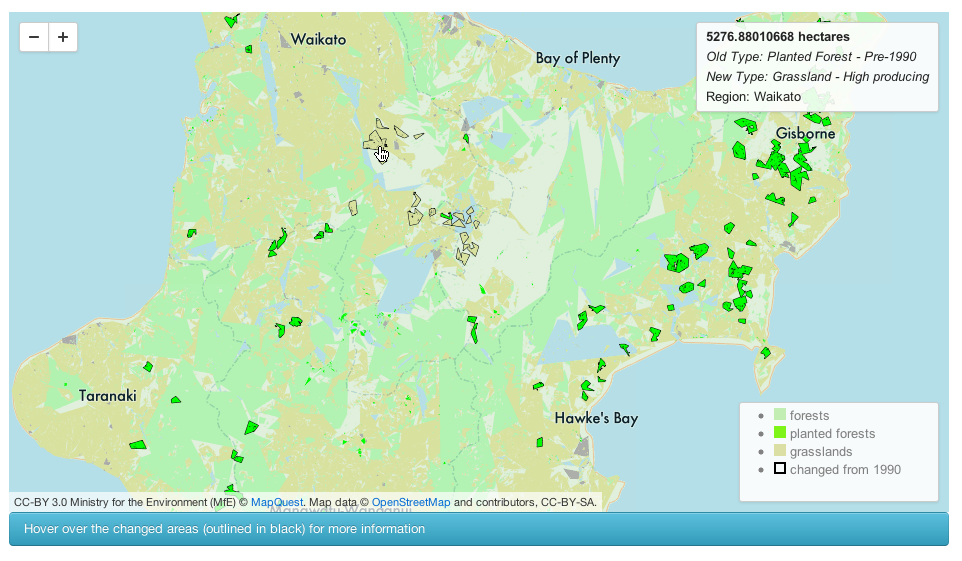 − +
Waikato
Bay of Plenty
5276.88010668 hectares
Old Type: Planted Forest - Pre-1990
New Type: Grassland - High producing
Region: Waikato
Gisborne
Taranaki
Hawke's Bay
forests
planted forests
grasslands
changed from 1990
CC-BY 3.0 Ministry for the Environment (MfE) © MapQuest. Map data © OpenStreetMap and contributors, CC-BY-SA.
Manawatu-Wanganui
Hover over the changed areas (outlined in black) for more information